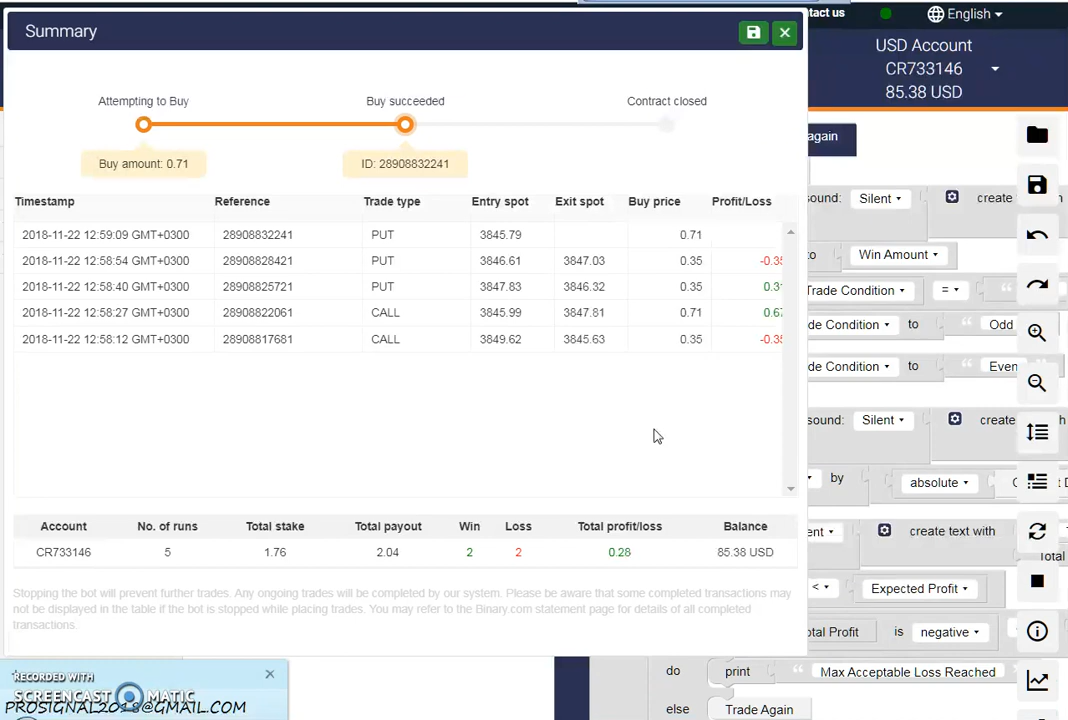 Summary
tact us
English
USD Account
CR733146
85.38 USD
Attempting to Buy
Buy succeeded
Contract closed
Buy amount: 0.71
ID: 28908832241
again
Timestamp Reference Trade type Entry spot Exit spot Buy price Profit/Loss
2018-11-22 12:59:09 GMT+0300 28908832241 PUT 3845.79 0.71
2018-11-22 12:58:54 GMT+0300 28908828421 PUT 3846.61 3847.03 0.35 -0.35
2018-11-22 12:58:40 GMT+0300 28908825721 PUT 3847.83 3846.32 0.35 0.31
2018-11-22 12:58:27 GMT+0300 28908822061 CALL 3845.99 3847.81 0.71 0.67
2018-11-22 12:58:12 GMT+0300 28908817681 CALL 3849.62 3845.63 0.35 -0.35
Account No. of runs Total stake Total payout Win Loss Total profit/loss Balance
CR733146 5 1.76 2.04 2 2 0.28 85.38 USD
Stopping the bot will prevent further trades. Any ongoing trades will be completed by our system. Please be aware that some completed transactions may
not be displayed in the table if the bot is stopped while placing trades. You may refer to the Binary.com statement page for details of all completed
transactions.
sound: Silent create
to Win Amount
Trade Condition =
de Condition to “ Odd
de Condition to “ Even
sound: Silent create
by absolute
ent create text with
Total
< Expected Profit
otal Profit is negative
do print “ Max Acceptable Loss Reached
else Trade Again
RECORDED WITH
SCREENCAST MATIC
PROSIGNAL2018@GMAIL.COM